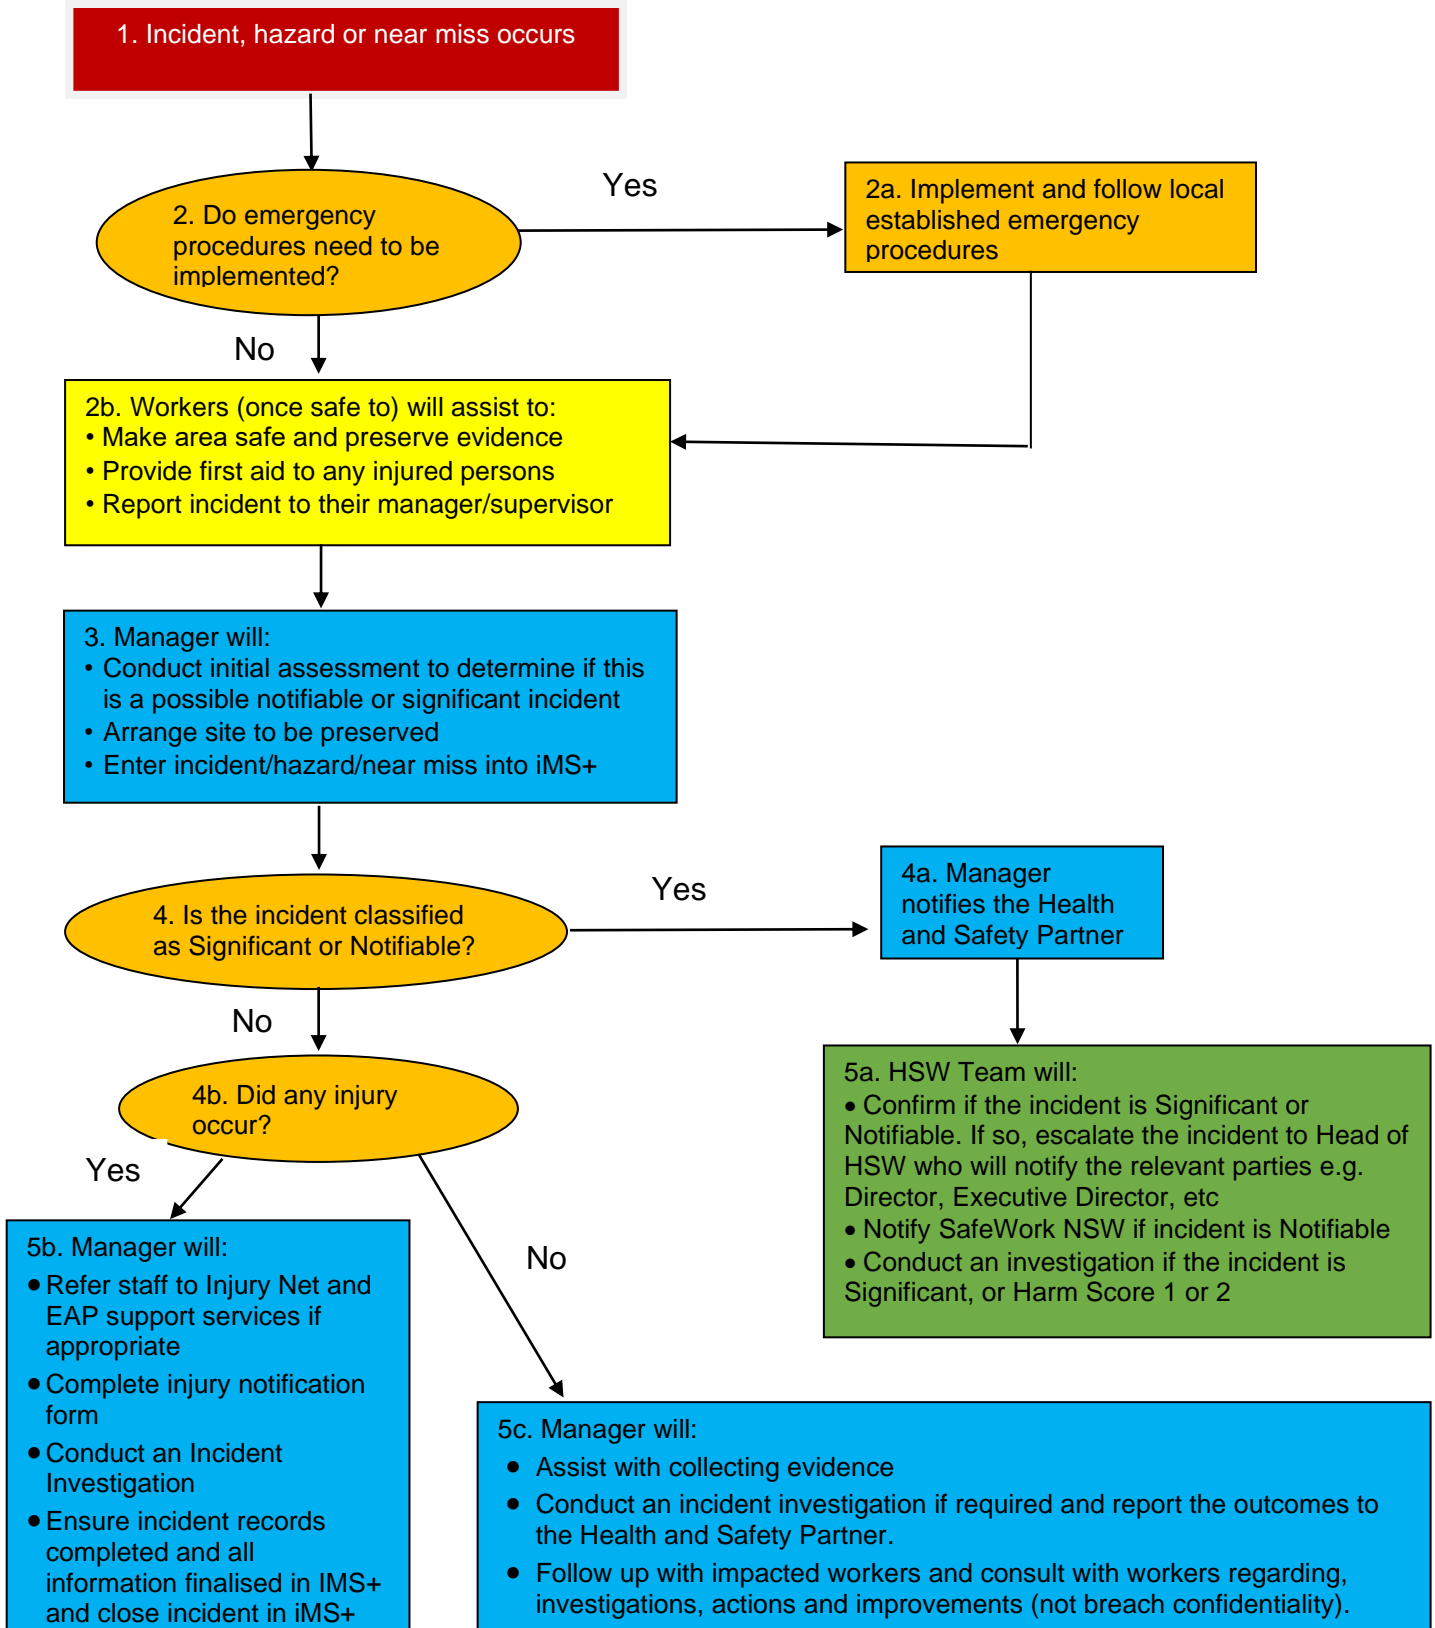 1. Incident, hazard or near miss occurs
2. Do emergency
procedures need to be
implemented?
Yes
2a. Implement and follow local
established emergency
procedures
No
2b. Workers (once safe to) will assist to:
• Make area safe and preserve evidence
• Provide first aid to any injured persons
• Report incident to their manager/supervisor
3. Manager will:
• Conduct initial assessment to determine if this
is a possible notifiable or significant incident
• Arrange site to be preserved
• Enter incident/hazard/near miss into iMS+
4. Is the incident classified
as Significant or Notifiable?
Yes
4a. Manager
notifies the Health
and Safety Partner
No
4b. Did any injury
occur?
5a. HSW Team will:
• Confirm if the incident is Significant or
Notifiable. If so, escalate the incident to Head of
HSW who will notify the relevant parties e.g.
Director, Executive Director, etc
• Notify SafeWork NSW if incident is Notifiable
• Conduct an investigation if the incident is
Significant, or Harm Score 1 or 2
Yes
No
5b. Manager will:
• Refer staff to Injury Net and
EAP support services if
appropriate
• Complete injury notification
form
• Conduct an Incident
Investigation
• Ensure incident records
completed and all
information finalised in IMS+
and close incident in iMS+
5c. Manager will:
• Assist with collecting evidence
• Conduct an incident investigation if required and report the outcomes to
the Health and Safety Partner.
• Follow up with impacted workers and consult with workers regarding,
investigations, actions and improvements (not breach confidentiality).